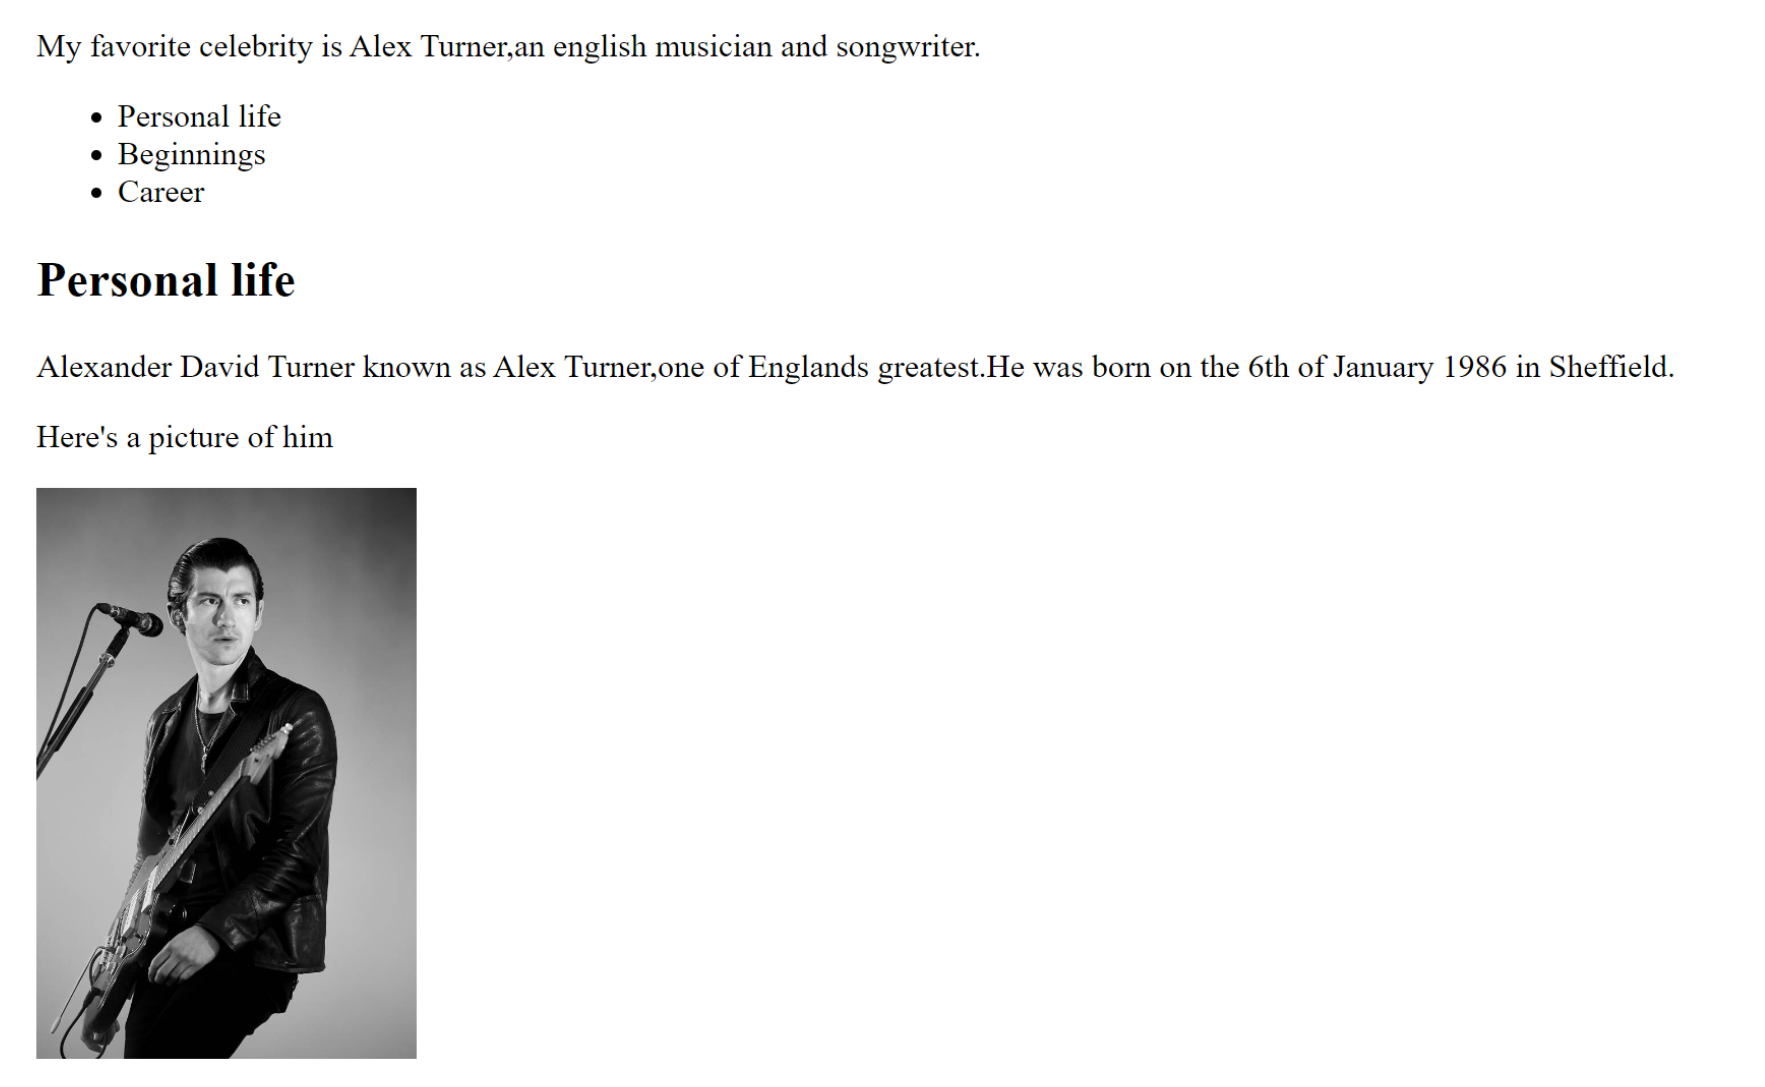 My favorite celebrity is Alex Turner,an english musician and songwriter.
• Personal life
• Beginnings
• Career
Personal life
Alexander David Turner known as Alex Turner,one of Englands greatest.He was born on the 6th of January 1986 in Sheffield.
Here's a picture of him